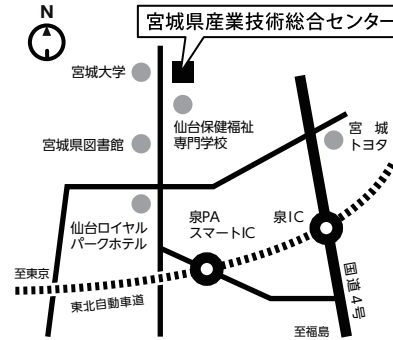 N
宮城県産業技術総合センター
宮城大学
仙台保健福祉
専門学校
宮城県図書館
宮 城
トヨタ
仙台ロイヤル
パークホテル
泉PA
スマートIC
泉IC
至東京
東北自動車道
国道4号
至福島